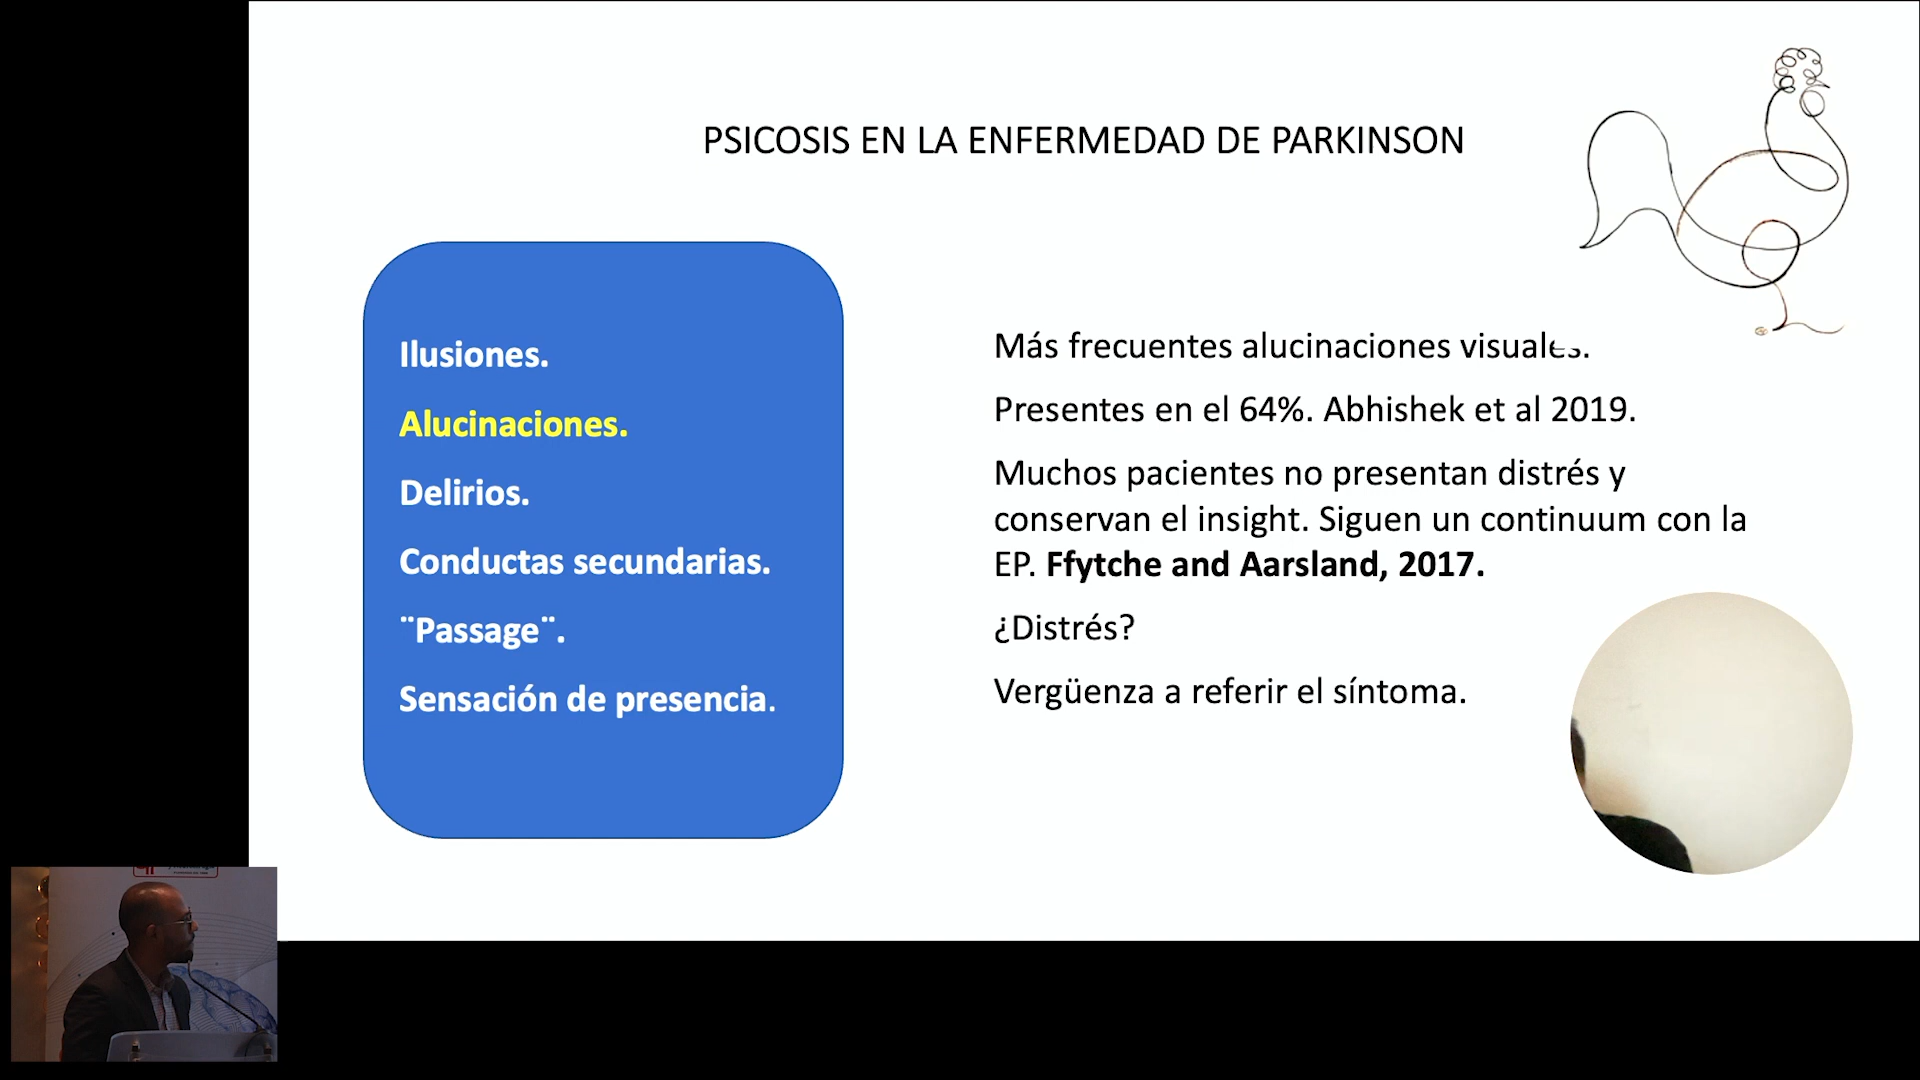 PSICOSIS EN LA ENFERMEDAD DE PARKINSON
Ilusiones.
Alucinaciones.
Delirios.
Conductas secundarias.
¨Passage¨.
Sensación de presencia.
Más frecuentes alucinaciones visuales.
Presentes en el 64%. Abhishek et al 2019.
Muchos pacientes no presentan distrés y
conservan el insight. Siguen un continuum con la
EP. Ffytche and Aarsland, 2017.
¿Distrés?
Vergüenza a referir el síntoma.